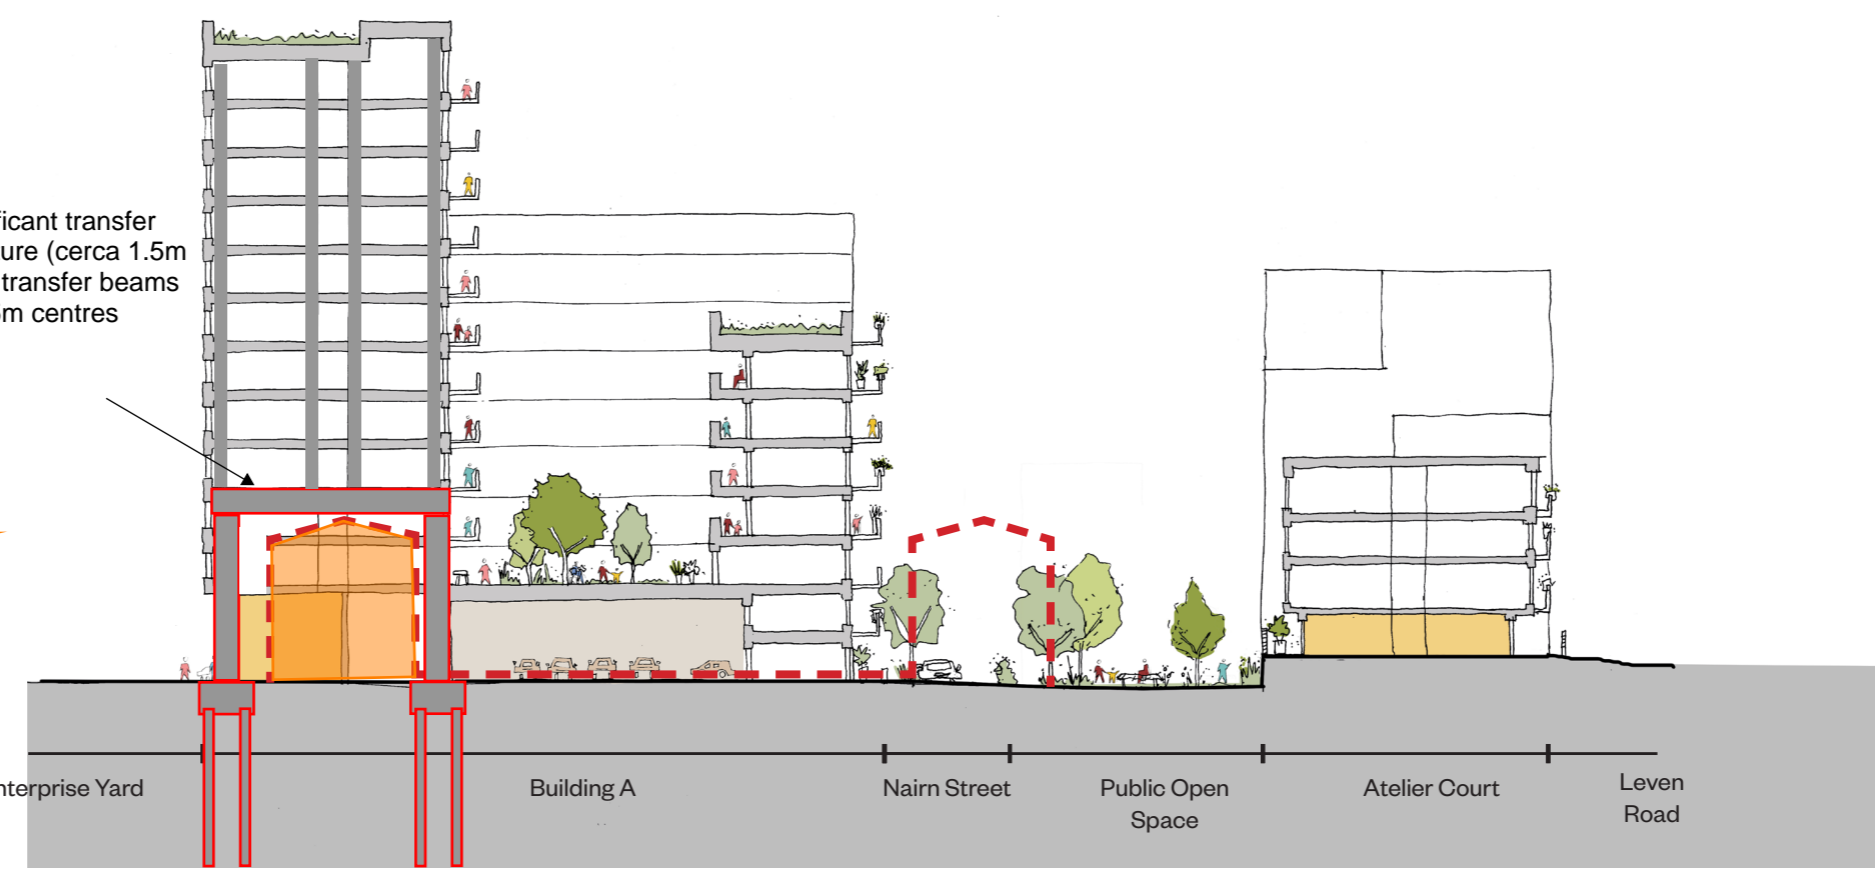 ficant transfer
ure (cerca 1.5m
transfer beams
m centres
nterprise Yard
Building A
Nairn Street
Public Open
Space
Atelier Court
Leven
Road